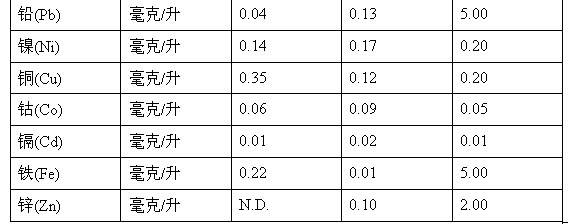 铅(Pb) 毫克/升 0.04 0.13 5.00
镍(Ni) 毫克/升 0.14 0.17 0.20
铜(Cu) 毫克/升 0.35 0.12 0.20
钴(Co) 毫克/升 0.06 0.09 0.05
镉(Cd) 毫克/升 0.01 0.02 0.01
铁(Fe) 毫克/升 0.22 0.01 5.00
锌(Zn) 毫克/升 N.D. 0.10 2.00